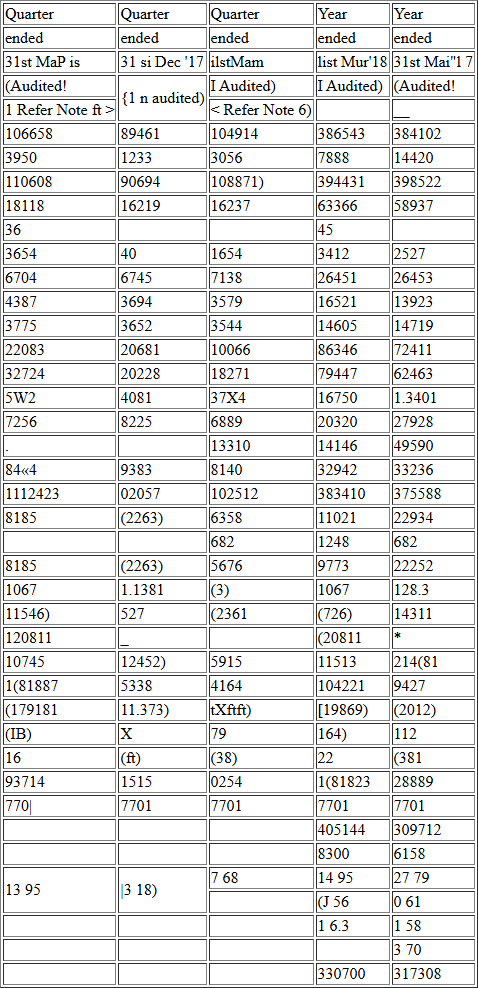 Quarter Quarter Quarter Year Year
ended ended ended ended ended
31st MaP is 31 si Dec '17 ilstMam list Mur'18 31st Mai"l 7
(Audited! {1 n audited) I Audited) I Audited) (Audited!
1 Refer Note ft > < Refer Note 6) __
106658 89461 104914 386543 384102
3950 1233 3056 7888 14420
110608 90694 108871) 394431 398522
18118 16219 16237 63366 58937
36 45
3654 40 1654 3412 2527
6704 6745 7138 26451 26453
4387 3694 3579 16521 13923
3775 3652 3544 14605 14719
22083 20681 10066 86346 72411
32724 20228 18271 79447 62463
5W2 4081 37X4 16750 1.3401
7256 8225 6889 20320 27928
. 13310 14146 49590
84«4 9383 8140 32942 33236
1112423 02057 102512 383410 375588
8185 (2263) 6358 11021 22934
682 1248 682
8185 (2263) 5676 9773 22252
1067 1.1381 (3) 1067 128.3
11546) 527 (2361 (726) 14311
120811 _ (20811 *
10745 12452) 5915 11513 214(81
1(81887 5338 4164 104221 9427
(179181 11.373) tXftft) [19869) (2012)
(IB) X 79 164) 112
16 (ft) (38) 22 (381
93714 1515 0254 1(81823 28889
770| 7701 7701 7701 7701
405144 309712
8300 6158
13 95 |3 18) 7 68 14 95 27 79
(J 56 0 61
1 6.3 1 58
3 70
330700 317308